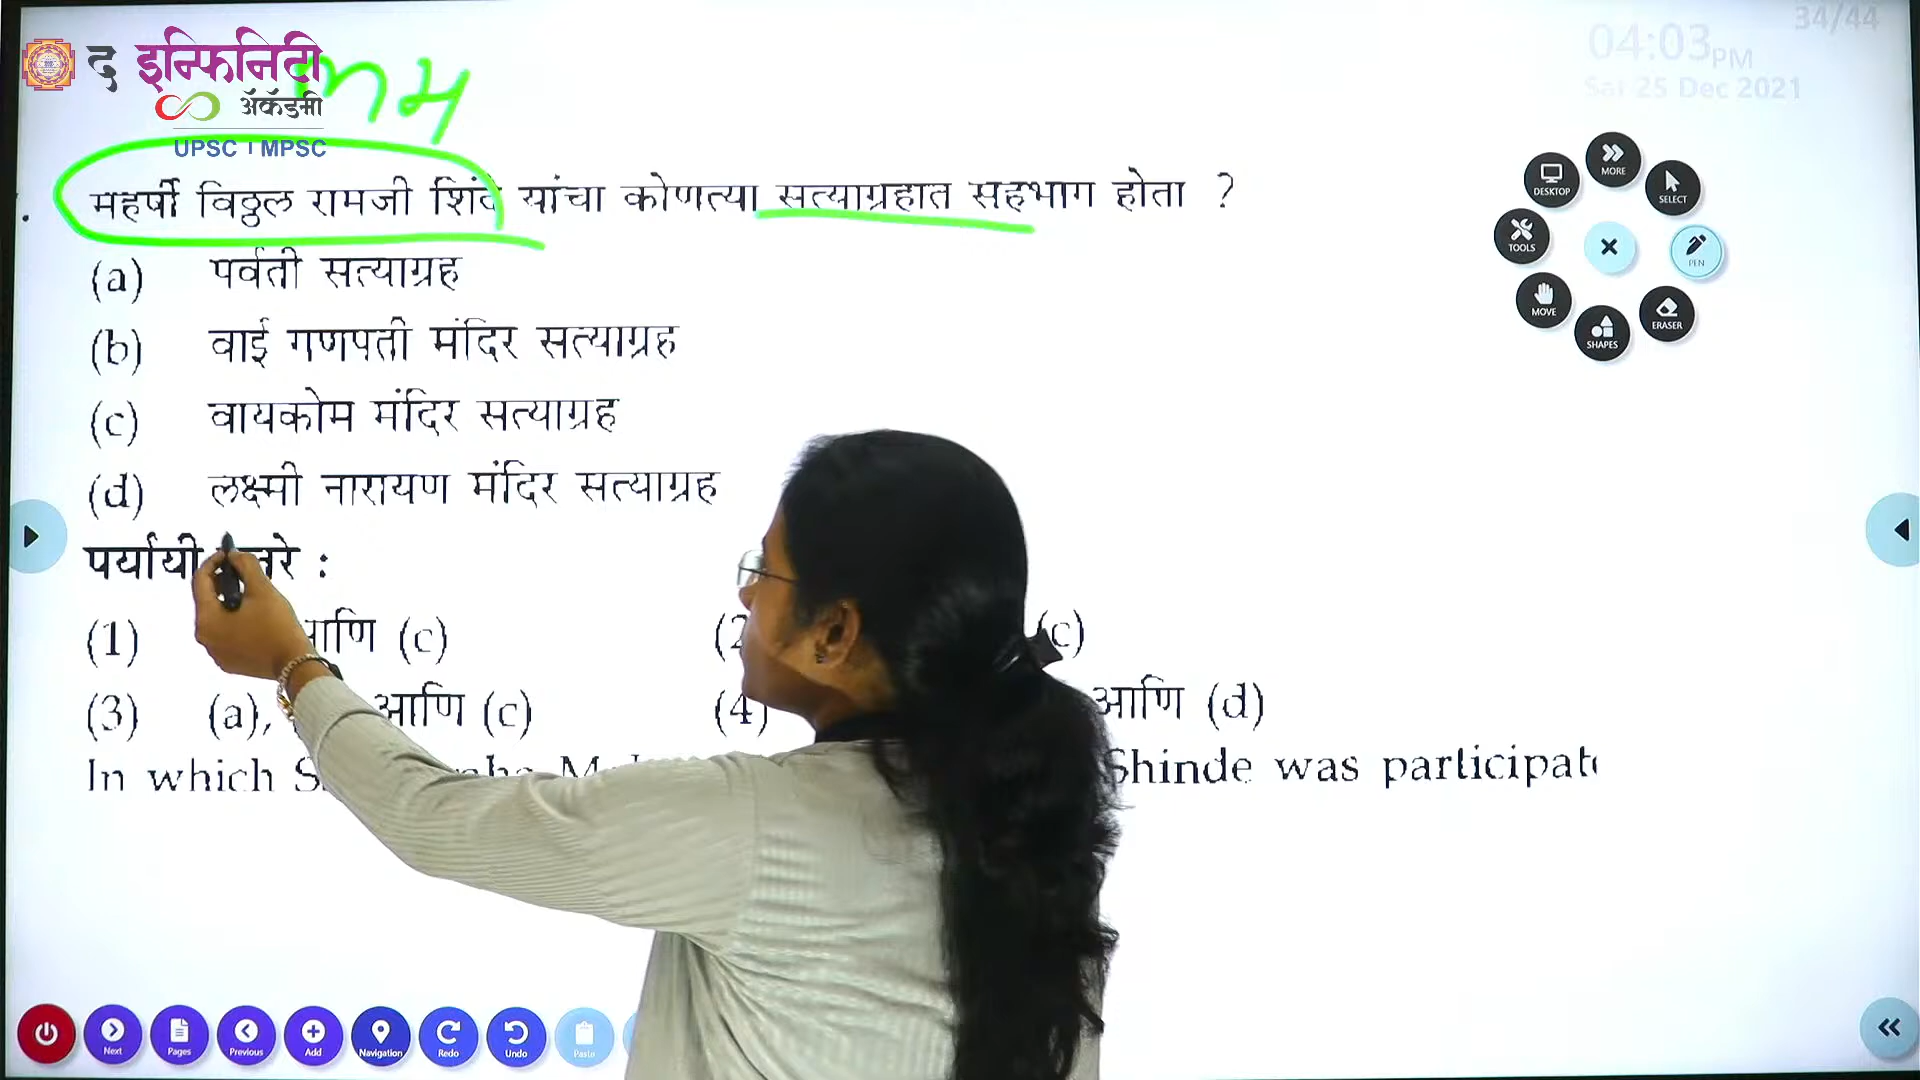 34/44
04:03PM
Sat 25 Dec 2021
द इन्फिनिटी
ॲकॅडमी
UPSC | MPSC
महर्षी विठ्ठल रामजी शिंदे यांचा कोणत्या सत्याग्रहात सहभाग होता ?
(a) पर्वती सत्याग्रह
(b) वाई गणपती मंदिर सत्याग्रह
(c) वायकोम मंदिर सत्याग्रह
(d) लक्ष्मी नारायण मंदिर सत्याग्रह
पर्यायी :
(1) (c) (2 (c)
(3) (a), आणि (c) (4) आणि (d)
In which Shinde was
DESKTOP
MORE
SELECT
TOOLS
PEN
MOVE
SHAPES
ERASER
Next Pages Previous Add Navigation Redo Undo Paste